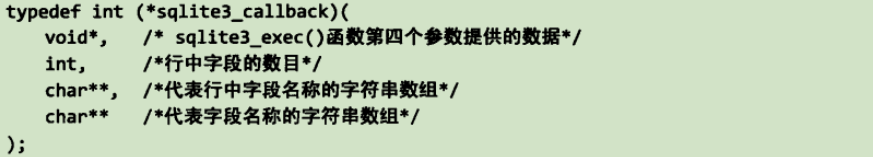 typedef int (*sqlite3_callback)(
    void*,   /* sqlite3_exec()函数第四个参数提供的数据*/
    int,     /*行中字段的数目*/
    char**,  /*代表行中字段名称的字符串数组*/
    char**   /*代表字段名称的字符串数组*/
);